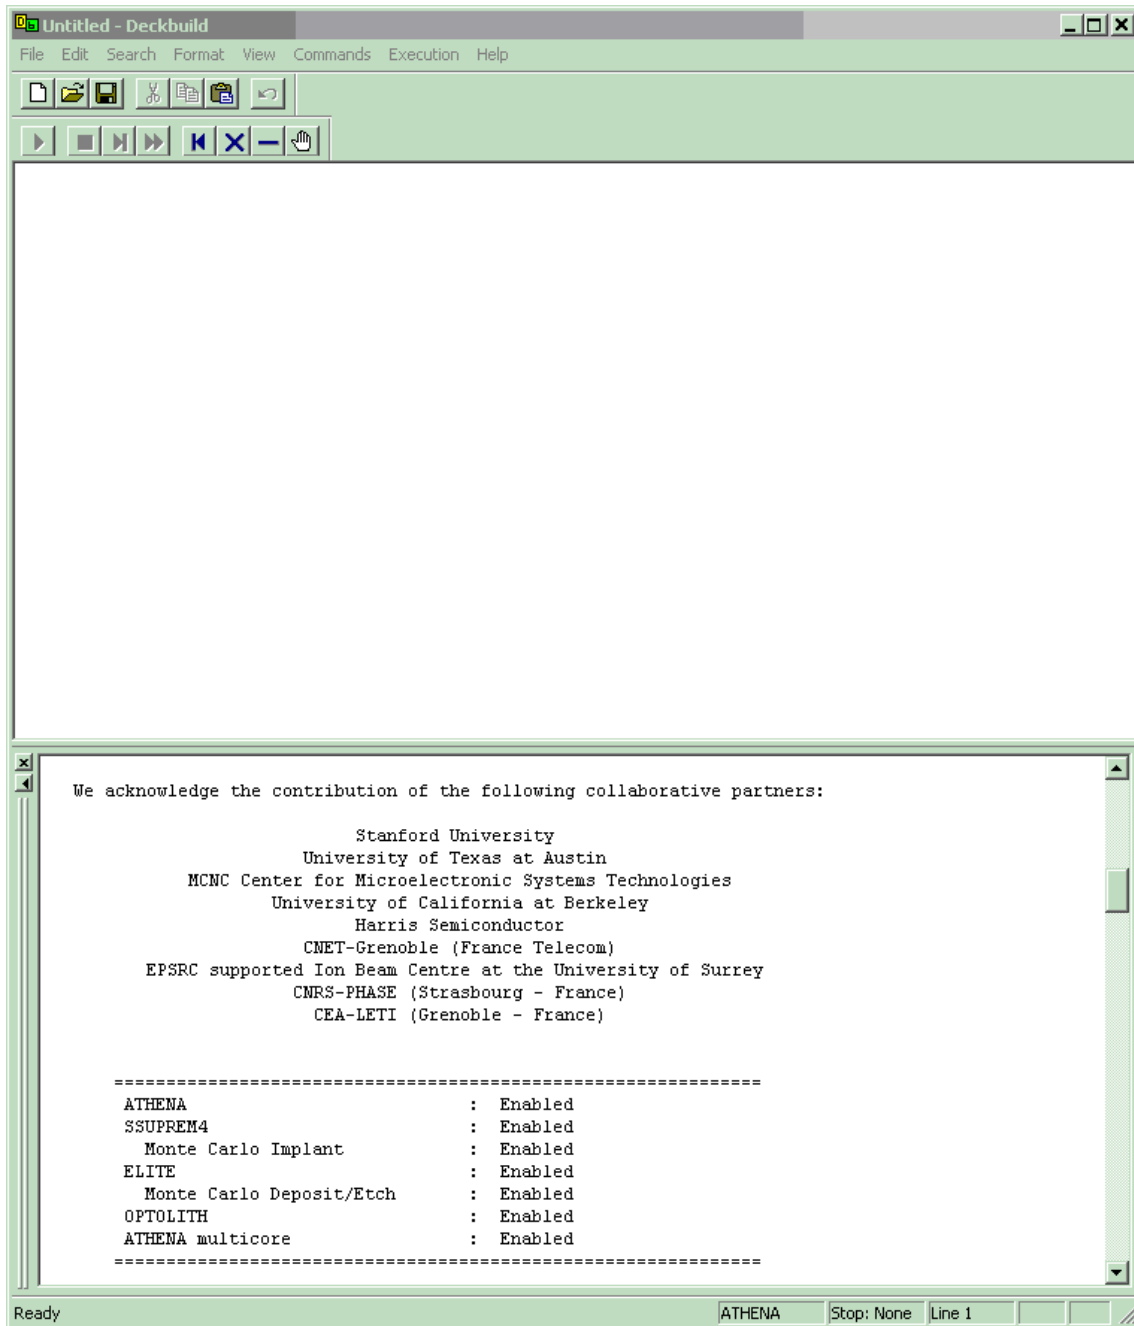 Untitled - Deckbuild
File Edit Search Format View Commands Execution Help
We acknowledge the contribution of the following collaborative partners:
Stanford University
University of Texas at Austin
MCNC Center for Microelectronic Systems Technologies
University of California at Berkeley
Harris Semiconductor
CNET-Grenoble (France Telecom)
EPSRC supported Ion Beam Centre at the University of Surrey
CNRS-PHASE (Strasbourg - France)
CEA-LETI (Grenoble - France)
==============================================================
ATHENA : Enabled
SSUPREM4 : Enabled
Monte Carlo Implant : Enabled
ELITE : Enabled
Monte Carlo Deposit/Etch : Enabled
OPTOLITH : Enabled
ATHENA multicore : Enabled
==============================================================
Ready ATHENA Stop: None Line 1